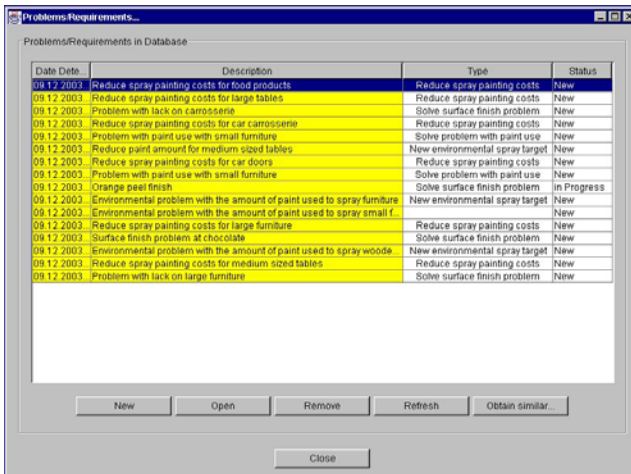 Problems/Requirements...
Problems/Requirements in Database
Date Dete... Description Type Status
09.12.2003... Reduce spray painting costs for food products Reduce spray painting costs New
09.12.2003... Reduce spray painting costs for large tables Reduce spray painting costs New
09.12.2003... Problem with lack on carrosserie Solve surface finish problem New
09.12.2003... Reduce spray painting costs for car carrosserie Reduce spray painting costs New
09.12.2003... Problem with paint use with small furniture Solve problem with paint use New
09.12.2003... Reduce paint amount for medium sized tables New environmental spray target New
09.12.2003... Reduce spray painting costs for car doors Reduce spray painting costs New
09.12.2003... Problem with paint use with small furniture Solve problem with paint use New
09.12.2003... Orange peel finish Solve surface finish problem in Progress
09.12.2003... Environmental problem with the amount of paint used to spray furniture New environmental spray target New
09.12.2003... Environmental problem with the amount of paint used to spray small f... New
09.12.2003... Reduce spray painting costs for large furniture Reduce spray painting costs New
09.12.2003... Surface finish problem at chocolate Solve surface finish problem New
09.12.2003... Environmental problem with the amount of paint used to spray woode... New environmental spray target New
09.12.2003... Reduce spray painting costs for medium sized tables Reduce spray painting costs New
09.12.2003... Problem with lack on large furniture Solve surface finish problem New
New Open Remove Refresh Obtain similar...
Close